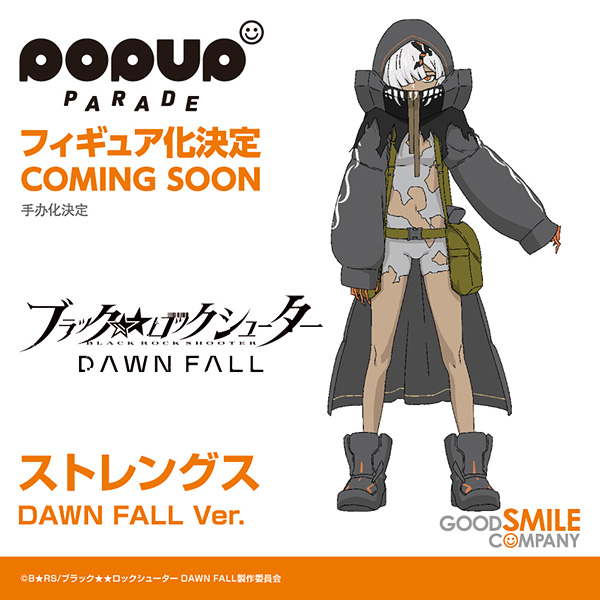 POPUP
PARADE
フィギュア化決定
COMING SOON
手办化決定
ブラック★★ロックシューター
BLACK ROCK SHOOTER
DAWN FALL
ストレングス
DAWN FALL Ver.
GOOD SMILE
COMPANY
©B★RS/ブラック★★ロックシューター DAWN FALL製作委員会